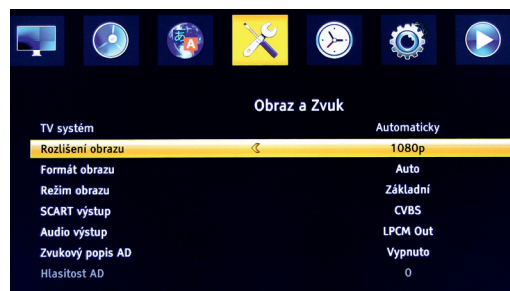 Obraz a Zvuk
TV systém Automaticky
Rozlišení obrazu 1080p
Formát obrazu Auto
Režim obrazu Základní
SCART výstup CVBS
Audio výstup LPCM Out
Zvukový popis AD Vypnuto
Hlasitost AD 0